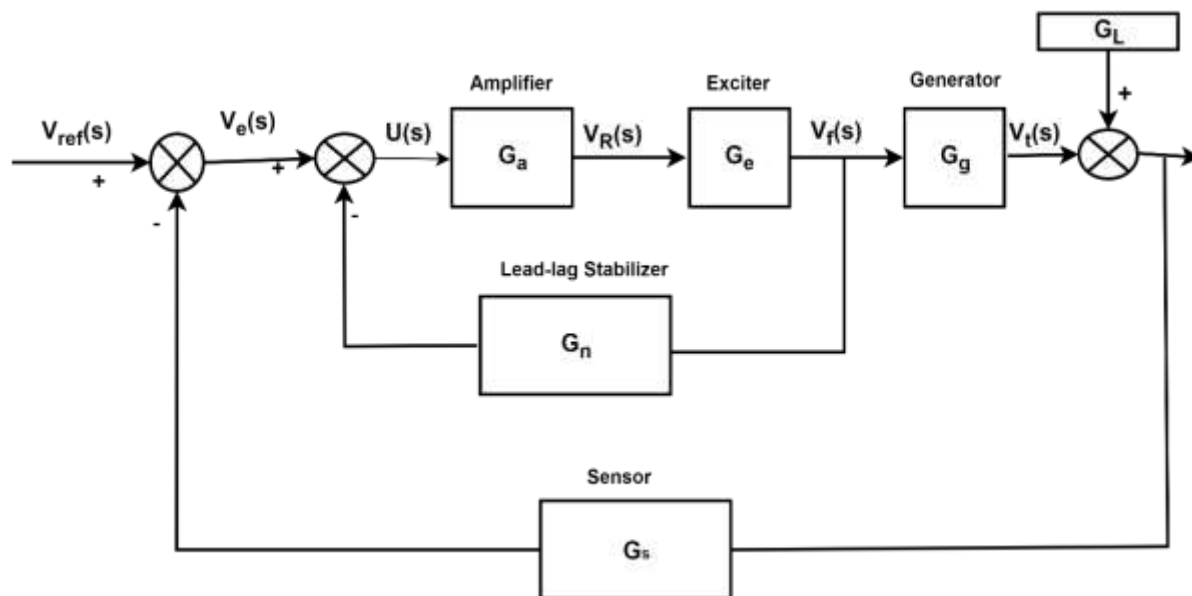 G_L
Amplifier
Exciter
Generator
V_ref(s)
V_e(s)
U(s)
V_R(s)
V_f(s)
V_t(s)
+
+
+
G_a
G_e
G_g
-
-
Lead-lag Stabilizer
G_n
Sensor
G_s